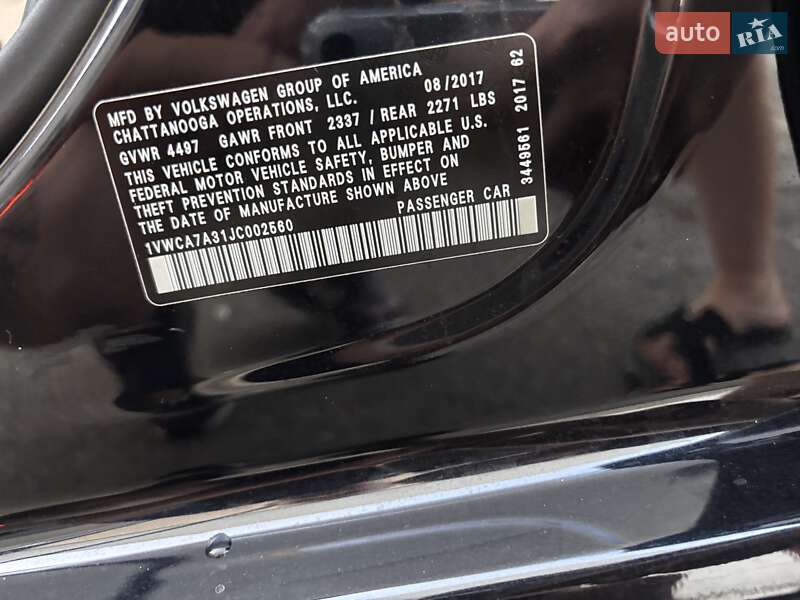 auto RIA.com
MFD BY VOLKSWAGEN GROUP OF AMERICA 08/2017
CHATTANOOGA OPERATIONS, LLC.
GVWR 4497 GAWR FRONT 2337 / REAR 2271 LBS
THIS VEHICLE CONFORMS TO ALL APPLICABLE U.S.
FEDERAL MOTOR VEHICLE SAFETY, BUMPER AND
THEFT PREVENTION STANDARDS IN EFFECT ON
THE DATE OF MANUFACTURE SHOWN ABOVE
1VWCA7A31JC002560 PASSENGER CAR
3449561 2017 62